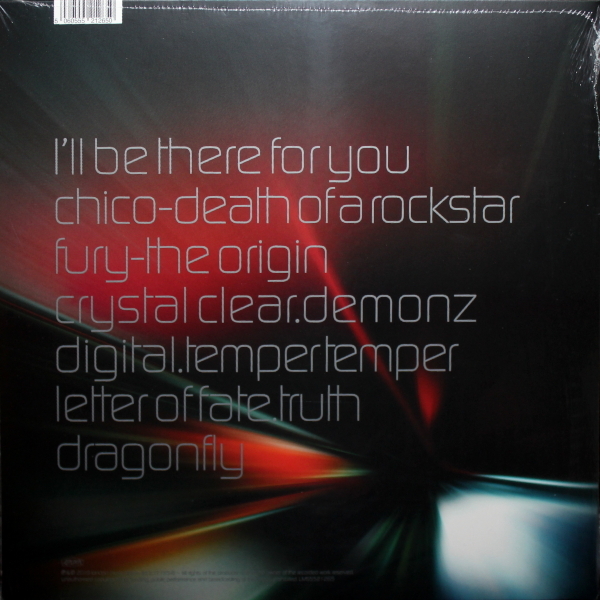 I'll be there for you
chico-death of a rockstar
fury-the origin
crystal clear.demonz
digital.tempertemper
letter of fate.truth
dragonfly